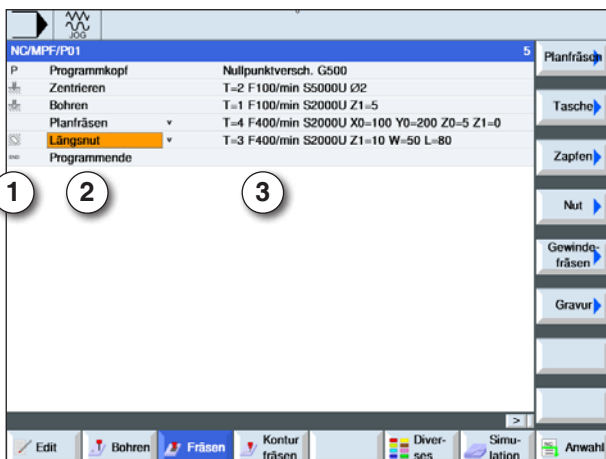 JOG
NC/MPF/P01 5
P Programmkopf Nullpunktversch. G500
Zentrieren T=2 F100/min S5000U Ø2
Bohren T=1 F100/min S2000U Z1=5
Planfräsen v T=4 F400/min S2000U X0=100 Y0=200 Z0=5 Z1=0
Längsnut v T=3 F400/min S2000U Z1=10 W=50 L=80
END Programmende
1 2 3
Planfräsen
Tasche
Zapfen
Nut
Gewinde-
fräsen
Gravur
>
Edit
Bohren
Fräsen
Kontur
fräsen
Diver-
ses
Simu-
lation
NC
Anwahl